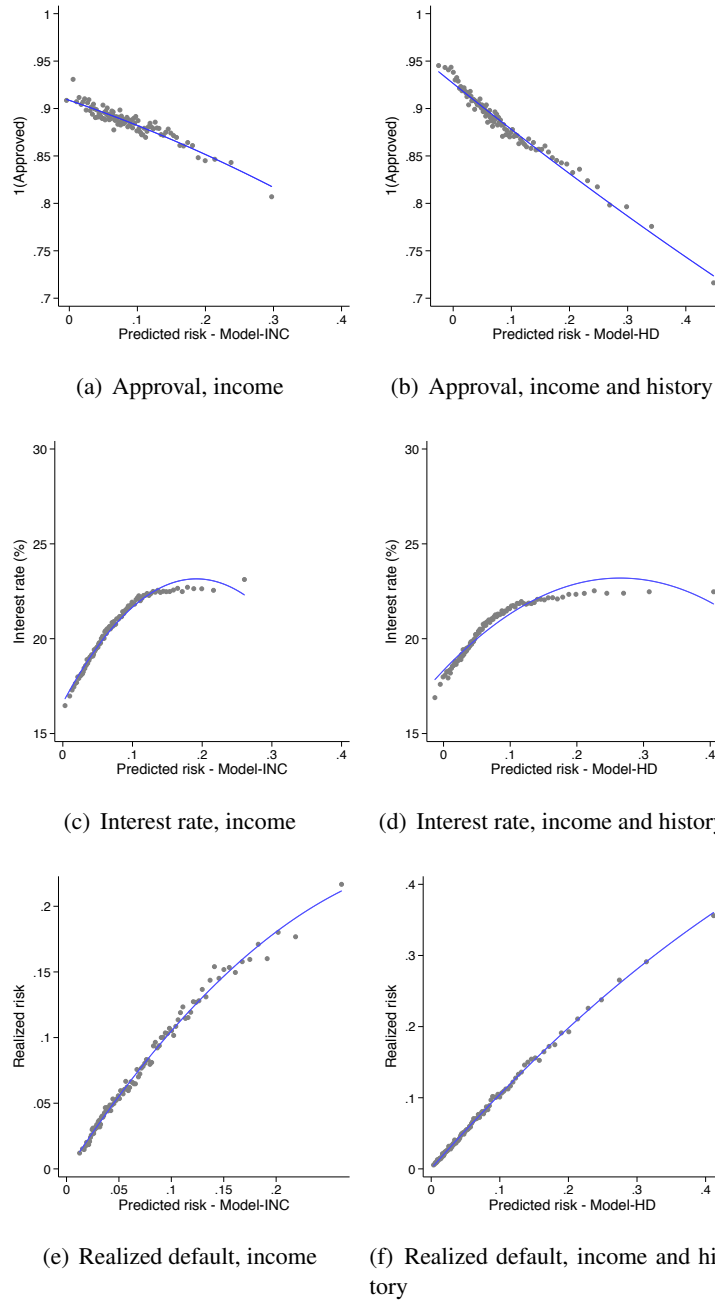 1
.95
.9
.85
.8
.75
.7
1(Approved)
0 .1 .2 .3 .4
Predicted risk - Model-INC
(a) Approval, income
1
.95
.9
.85
.8
.75
.7
1(Approved)
0 .1 .2 .3 .4
Predicted risk - Model-HD
(b) Approval, income and history
30
25
20
15
Interest rate (%)
0 .1 .2 .3 .4
Predicted risk - Model-INC
(c) Interest rate, income
30
25
20
15
Interest rate (%)
0 .1 .2 .3 .4
Predicted risk - Model-HD
(d) Interest rate, income and history
.2
.15
.1
.05
0
Realized risk
0 .05 .1 .15 .2
Predicted risk - Model-INC
(e) Realized default, income
.4
.3
.2
.1
0
Realized risk
0 .1 .2 .3 .4
Predicted risk - Model-HD
(f) Realized default, income and hi
tory